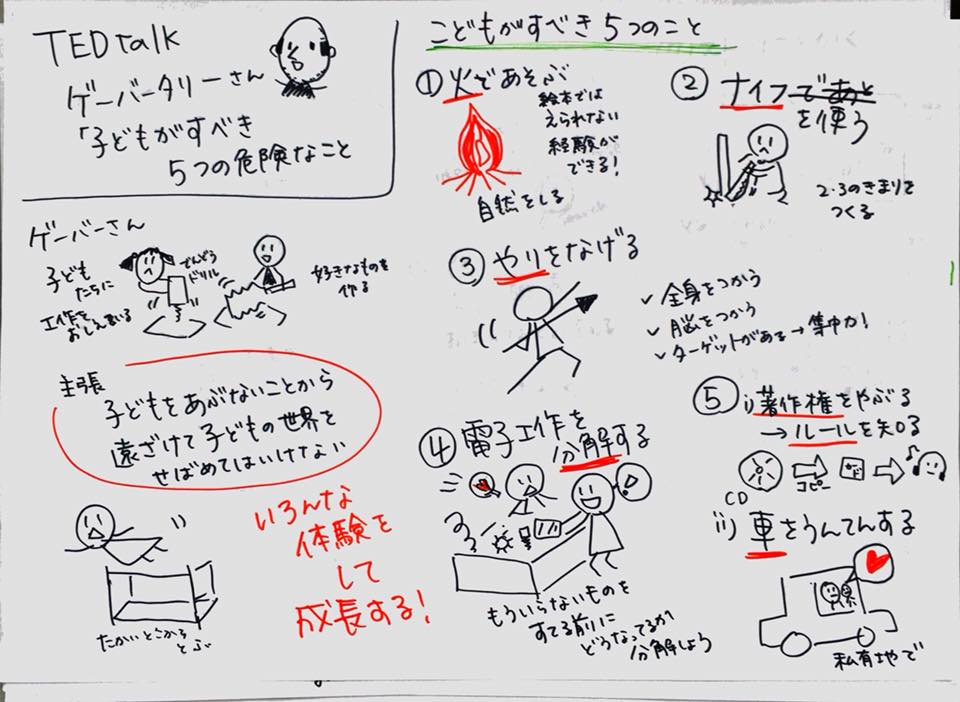 TEDtalk
ゲーバータリーさん
「子どもがすべき
5つの危険なこと
ゲーバーさん
子ども
たちに
工作を
おしえている
でんどう
ドリル
好きなものを
作る
主張
子どもをあぶないことから
遠ざけて子どもの世界を
せばめてはいけない
たかいところから
とぶ
いろんな
体験を
して
成長する!
こどもがすべき5つのこと
① 火であそぶ
絵本では
えられない
経験が
できる!
自然をしる
② ナイフであそ
を使う
2・3のきまりを
つくる
③ やりをなげる
✓ 全身をつかう
✓ 脳をつかう
✓ ターゲットがある→集中力!
④ 電子工作を
分解する
もういらないものを
すてる前に
どうなってるか
分解しよう
⑤ i) 著作権をやぶる
→ルールを知る
CD
コピー
ii) 車をうんてんする
私有地で